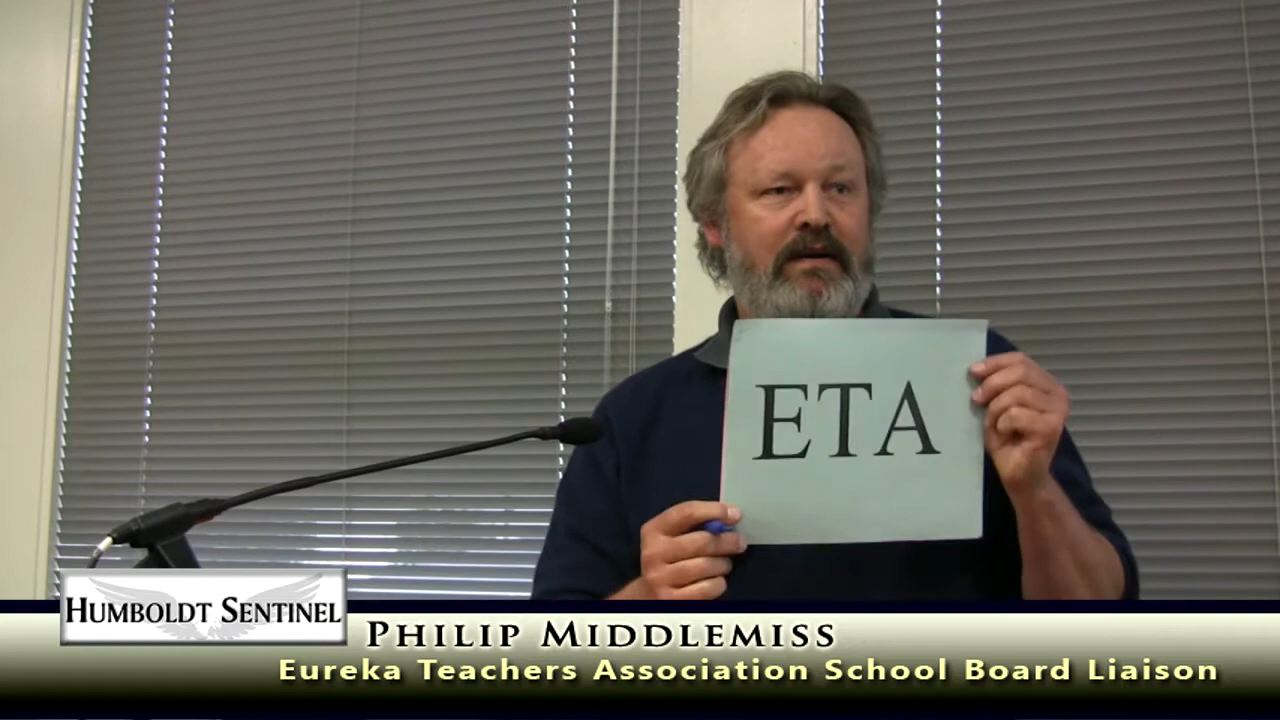 ETA
HUMBOLDT SENTINEL
PHILIP MIDDLEMISS
Eureka Teachers Association School Board Liaison